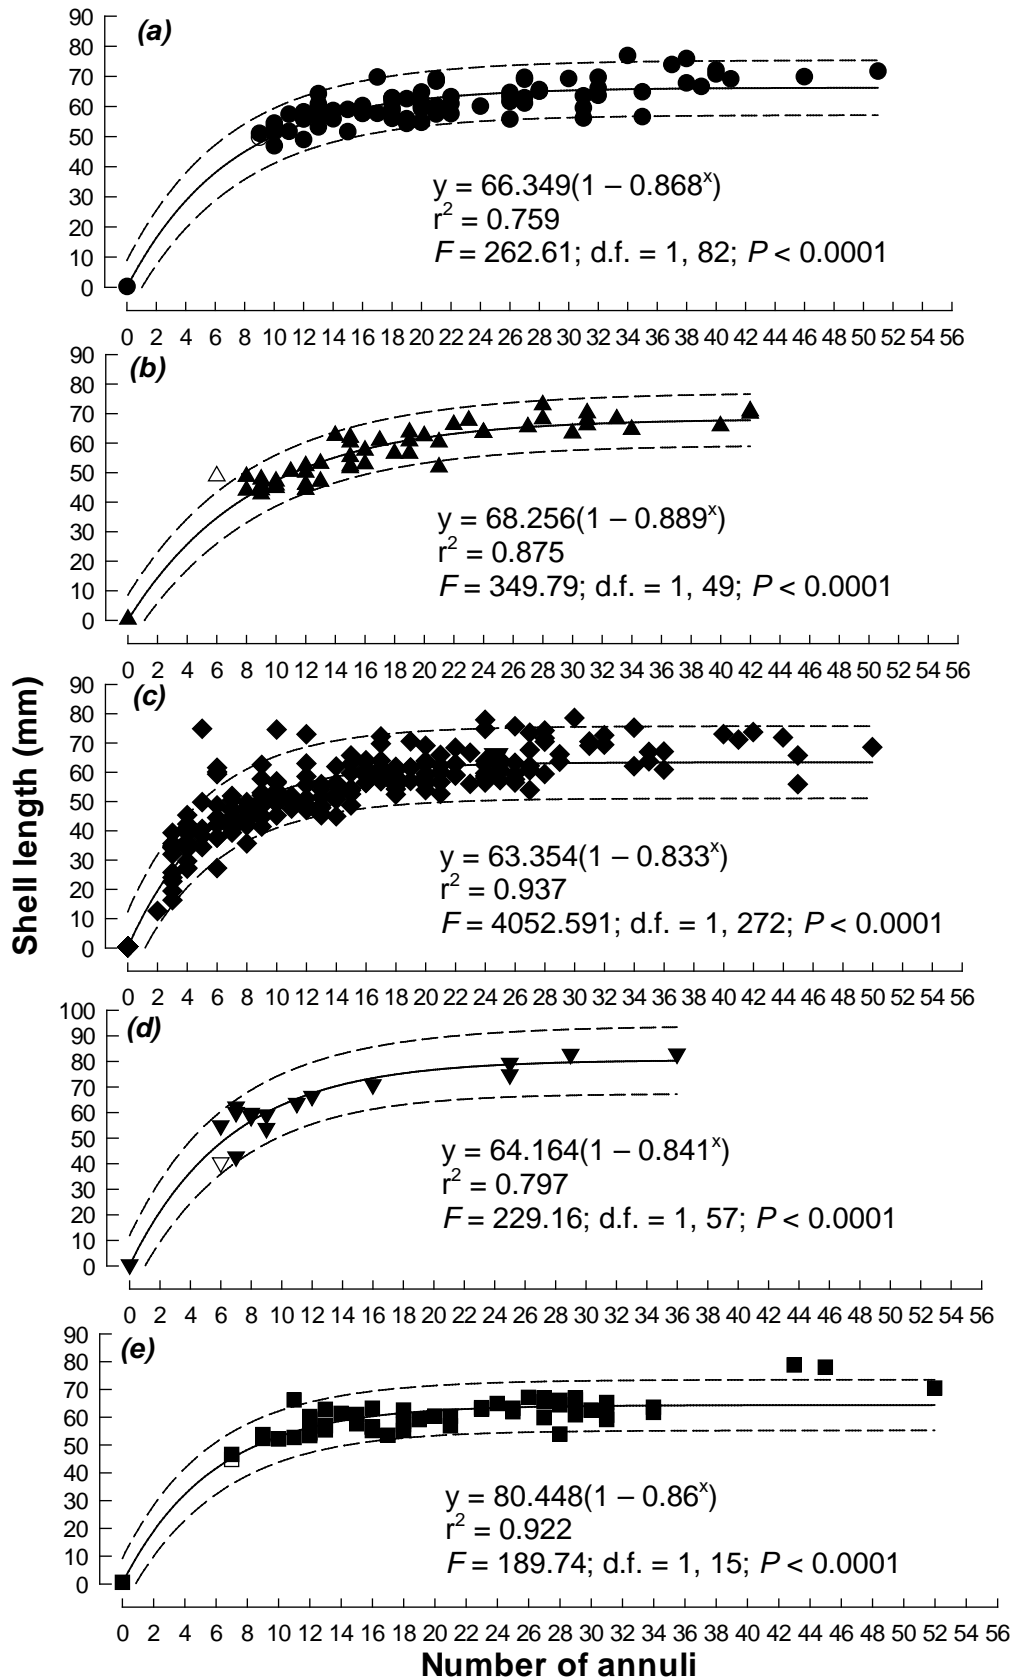 Shell length (mm)
(a)
90
80
70
60
50
40
30
20
10
0
y = 66.349(1 – 0.868ˣ)
r² = 0.759
F = 262.61; d.f. = 1, 82; P < 0.0001
0 2 4 6 8 10 12 14 16 18 20 22 24 26 28 30 32 34 36 38 40 42 44 46 48 50 52 54 56
(b)
90
80
70
60
50
40
30
20
10
0
y = 68.256(1 – 0.889ˣ)
r² = 0.875
F = 349.79; d.f. = 1, 49; P < 0.0001
0 2 4 6 8 10 12 14 16 18 20 22 24 26 28 30 32 34 36 38 40 42 44 46 48 50 52 54 56
(c)
90
80
70
60
50
40
30
20
10
0
y = 63.354(1 – 0.833ˣ)
r² = 0.937
F = 4052.591; d.f. = 1, 272; P < 0.0001
0 2 4 6 8 10 12 14 16 18 20 22 24 26 28 30 32 34 36 38 40 42 44 46 48 50 52 54 56
(d)
100
90
80
70
60
50
40
30
20
10
0
y = 64.164(1 – 0.841ˣ)
r² = 0.797
F = 229.16; d.f. = 1, 57; P < 0.0001
0 2 4 6 8 10 12 14 16 18 20 22 24 26 28 30 32 34 36 38 40 42 44 46 48 50 52 54 56
(e)
90
80
70
60
50
40
30
20
10
0
y = 80.448(1 – 0.86ˣ)
r² = 0.922
F = 189.74; d.f. = 1, 15; P < 0.0001
0 2 4 6 8 10 12 14 16 18 20 22 24 26 28 30 32 34 36 38 40 42 44 46 48 50 52 54 56
Number of annuli